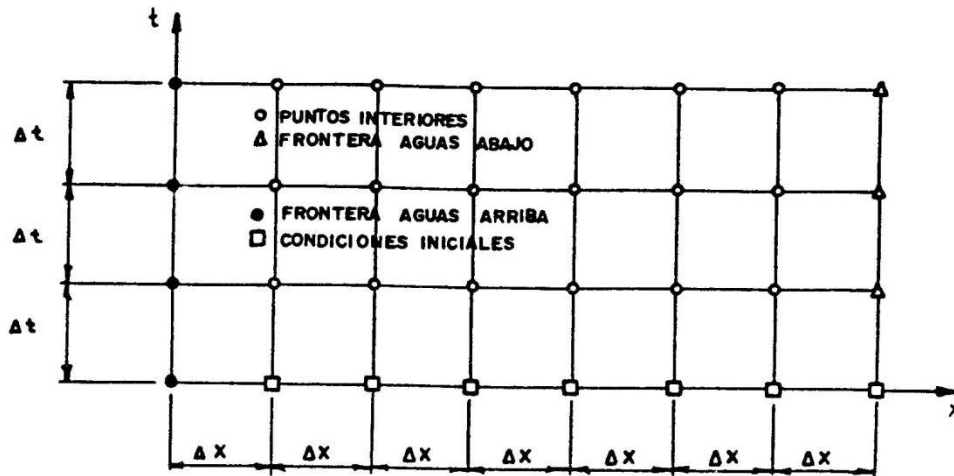 t
○ PUNTOS INTERIORES
△ FRONTERA AGUAS ABAJO
Δt
● FRONTERA AGUAS ARRIBA
□ CONDICIONES INICIALES
Δt
Δt
x
Δx Δx Δx Δx Δx Δx Δx